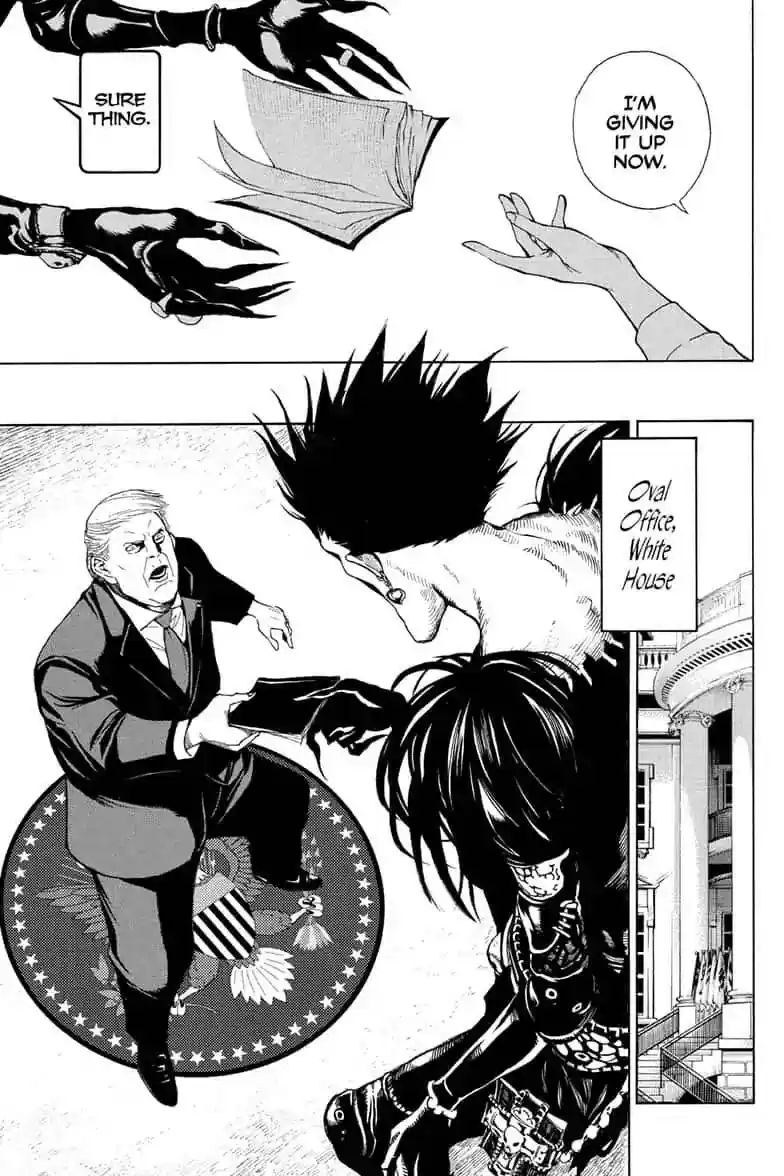 I'M
GIVING
IT UP
NOW.
SURE
THING.
Oval
Office,
White
House